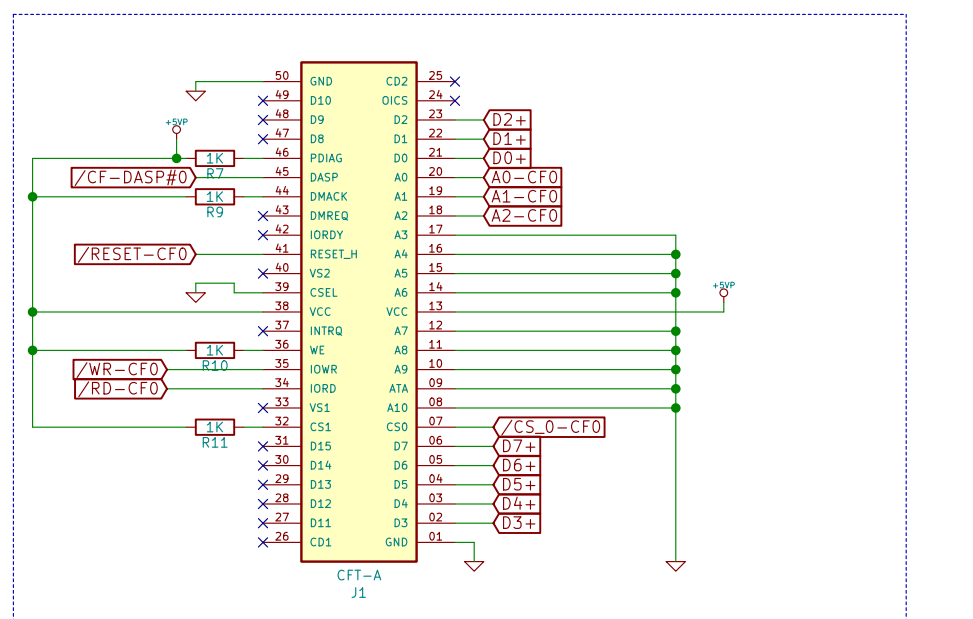 50 GND CD2 25
49 D10 OICS 24
48 D9 D2 23 D2+
+5VP
47 D8 D1 22 D1+
1K 46 PDIAG D0 21 D0+
R7
/CF-DASP#0 45 DASP A0 20 A0-CF0
1K 44 DMACK A1 19 A1-CF0
R9
43 DMREQ A2 18 A2-CF0
42 IORDY A3 17
/RESET-CF0 41 RESET_H A4 16
40 VS2 A5 15
39 CSEL A6 14
+5VP
38 VCC VCC 13
37 INTRQ A7 12
1K 36 WE A8 11
R10
/WR-CF0 35 IOWR A9 10
/RD-CF0 34 IORD ATA 09
33 VS1 A10 08
1K 32 CS1 CS0 07 /CS_0-CF0
R11
31 D15 D7 06 D7+
30 D14 D6 05 D6+
29 D13 D5 04 D5+
28 D12 D4 03 D4+
27 D11 D3 02 D3+
26 CD1 GND 01
CFT-A
J1